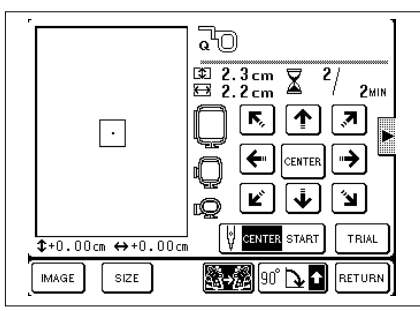 Q
2.3cm 2/
2.2cm 2MIN
CENTER
+0.00cm +0.00cm
CENTER START TRIAL
IMAGE SIZE 90° RETURN